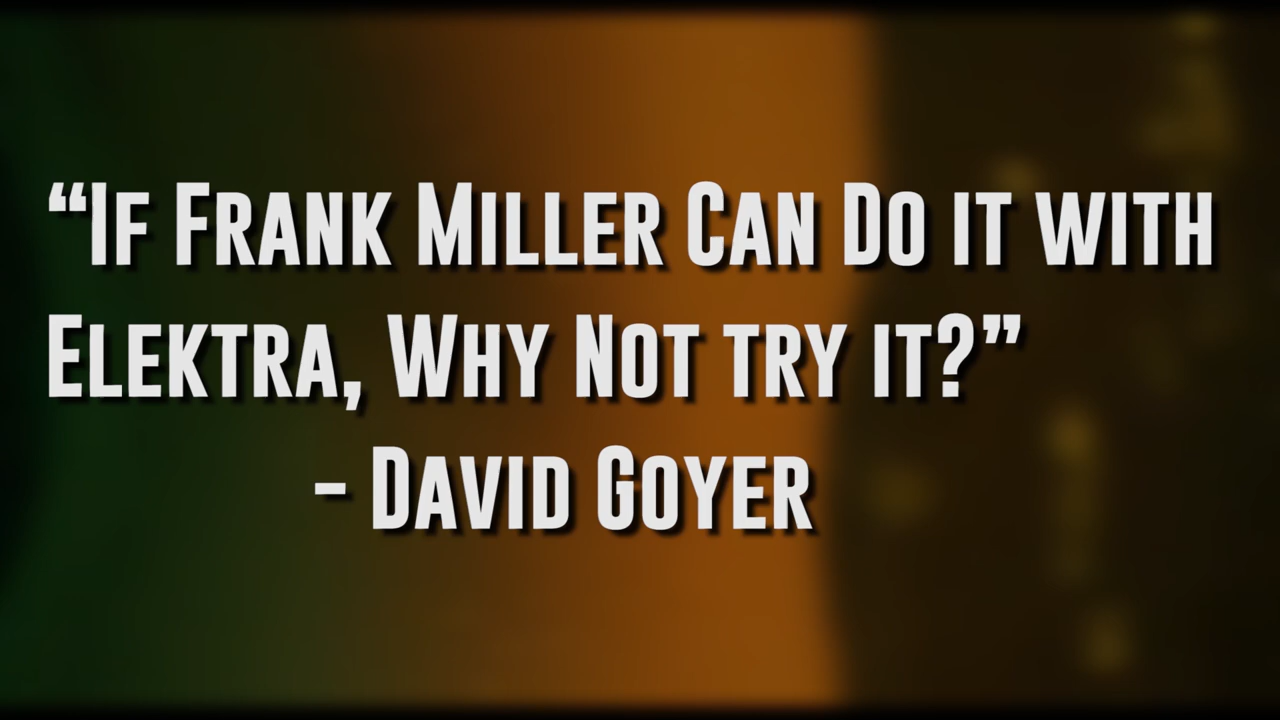 “If Frank Miller Can Do it with
Elektra, Why Not try it?”
- David Goyer